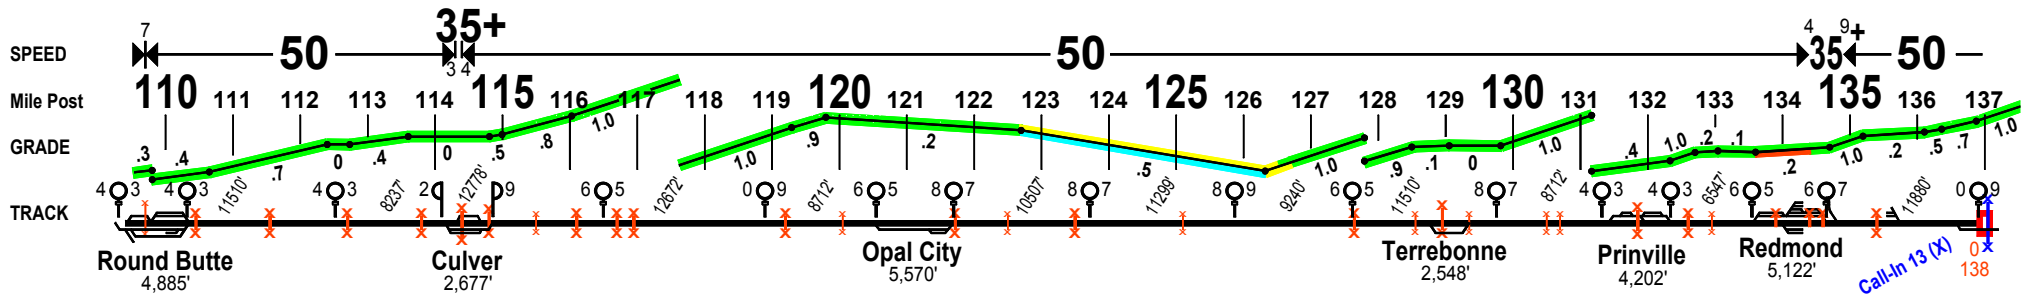 7 35+ 4 9
SPEED 50 50 35+ 50
3 4
Mile Post 110 111 112 113 114 115 116 117 118 119 120 121 122 123 124 125 126 127 128 129 130 131 132 133 134 135 136 137
GRADE .3 .4 .7 0 .4 0 .5 .8 1.0 1.0 .9 .2 .5 1.0 .9 .1 0 1.0 .4 1.0 .2 .1 .2 1.0 .2 .5 .7 1.0
4 3 4 3 4 3 2 9 6 5 0 9 6 5 8 7 8 7 8 9 6 5 8 7 4 3 4 3 6 5 6 7 0 9
11510' 8237' 12778' 12672' 8712' 10507' 11299' 9240' 11510' 8712' 6547' 11880'
TRACK
Round Butte Culver Opal City Terrebonne Prinville Redmond Call-In 13 (X) 0
4,885' 2,677' 5,570' 2,548' 4,202' 5,122' 138